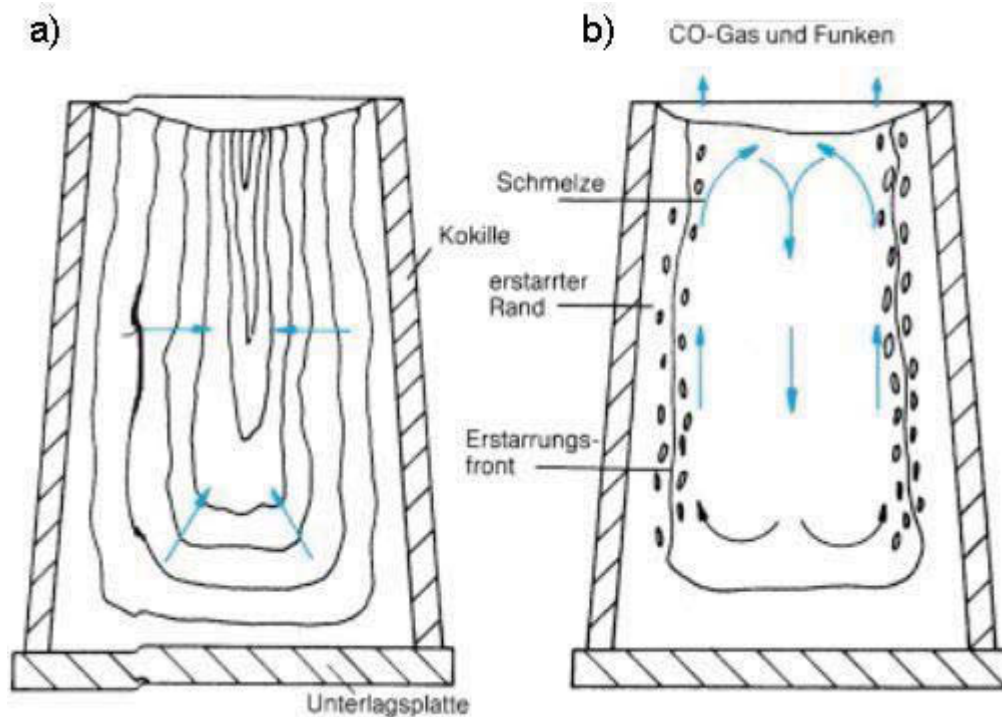 a)
b)
CO-Gas und Funken
Schmelze
Kokille
erstarrter
Rand
Erstarrungs-
front
Unterlagsplatte